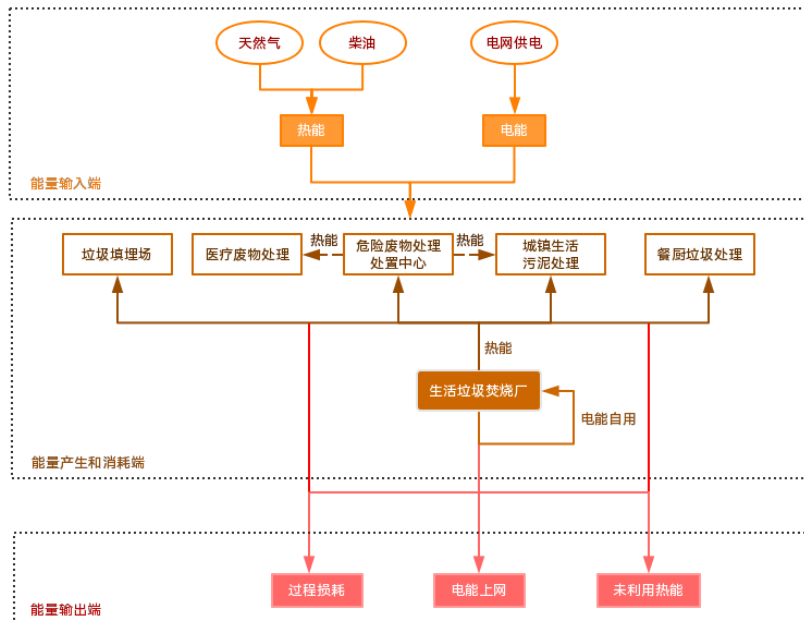 天然气
柴油
电网供电
热能
电能
能量输入端
垃圾填埋场
医疗废物处理
热能
危险废物处理
处置中心
热能
城镇生活
污泥处理
餐厨垃圾处理
热能
生活垃圾焚烧厂
电能自用
能量产生和消耗端
过程损耗
电能上网
未利用热能
能量输出端